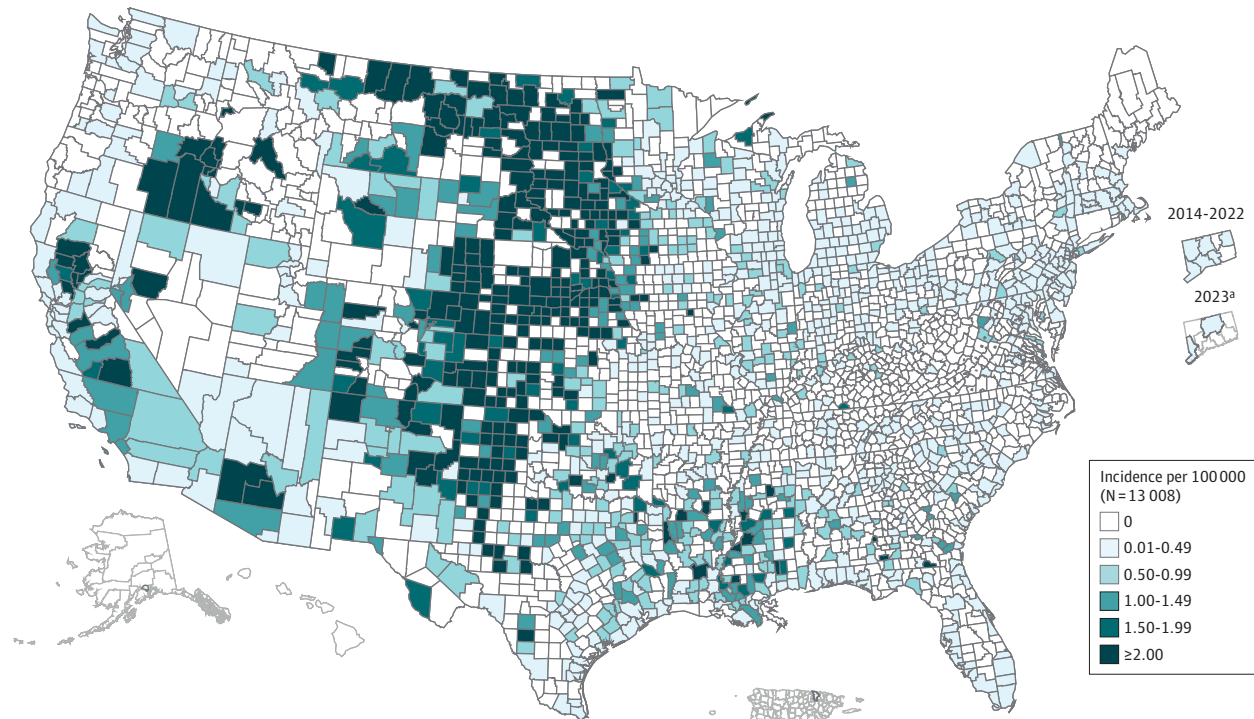 2014-2022
2023a
Incidence per 100 000
(N = 13 008)
0
0.01-0.49
0.50-0.99
1.00-1.49
1.50-1.99
≥2.00